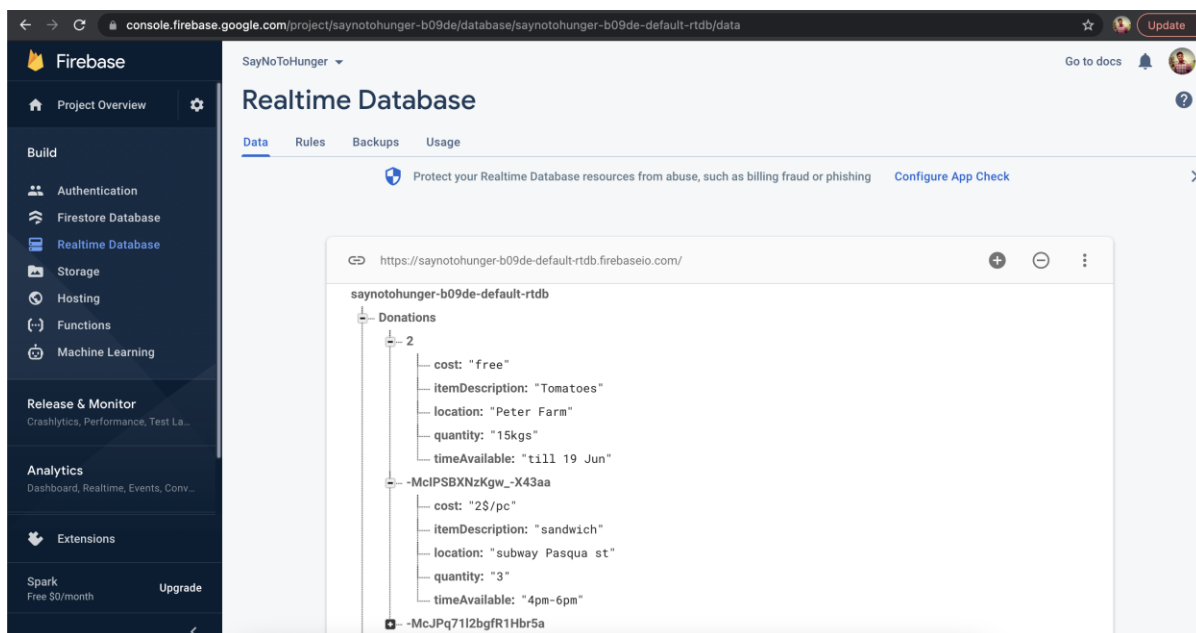 console.firebase.google.com/project/saynotohunger-b09de/database/saynotohunger-b09de-default-rtdb/data
Update
Firebase
Project Overview
Build
Authentication
Firestore Database
Realtime Database
Storage
Hosting
Functions
Machine Learning
Release & Monitor
Crashlytics, Performance, Test La...
Analytics
Dashboard, Realtime, Events, Conv...
Extensions
Spark
Free $0/month
Upgrade
SayNoToHunger
Go to docs
Realtime Database
Data Rules Backups Usage
Protect your Realtime Database resources from abuse, such as billing fraud or phishing Configure App Check
https://saynotohunger-b09de-default-rtdb.firebaseio.com/
saynotohunger-b09de-default-rtdb
Donations
2
cost: "free"
itemDescription: "Tomatoes"
location: "Peter Farm"
quantity: "15kgs"
timeAvailable: "till 19 Jun"
-McIPSBXNzKgw_-X43aa
cost: "2$/pc"
itemDescription: "sandwich"
location: "subway Pasqua st"
quantity: "3"
timeAvailable: "4pm-6pm"
-McJPq71l2bgfR1Hbr5a